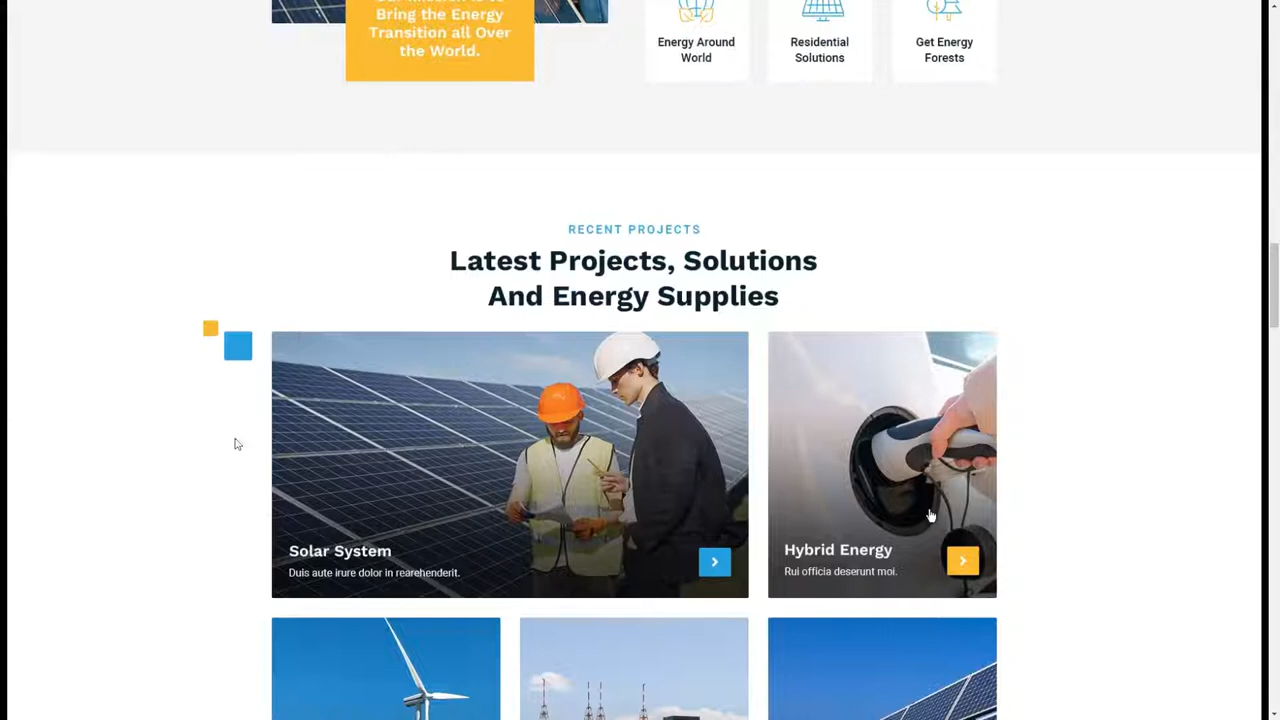 Bring the Energy
Transition all Over
the World.
Energy Around
World
Residential
Solutions
Get Energy
Forests
RECENT PROJECTS
Latest Projects, Solutions
And Energy Supplies
Solar System
Duis aute irure dolor in rearehenderit.
Hybrid Energy
Rui officia deserunt moi.